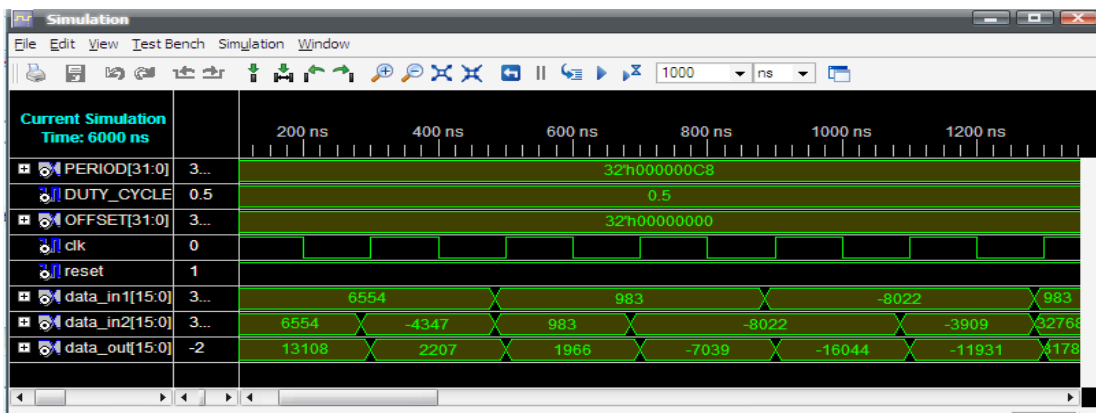 Simulation
File Edit View Test Bench Simulation Window
1000 ns
Current Simulation
Time: 6000 ns
200 ns 400 ns 600 ns 800 ns 1000 ns 1200 ns
PERIOD[31:0] 3... 32'h000000C8
DUTY_CYCLE 0.5 0.5
OFFSET[31:0] 3... 32'h00000000
clk 0
reset 1
data_in1[15:0] 3... 6554 983 -8022 983
data_in2[15:0] 3... 6554 -4347 983 -8022 -3909 32768
data_out[15:0] -2 13108 2207 1966 -7039 -16044 -11931